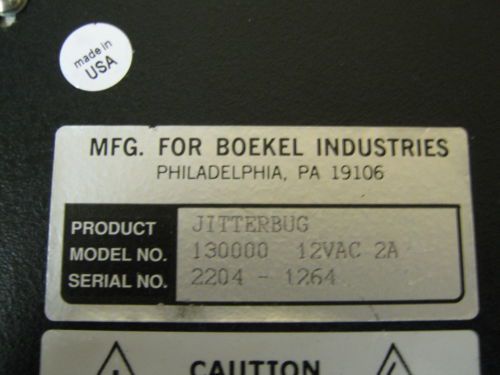 made in
USA
MFG. FOR BOEKEL INDUSTRIES
PHILADELPHIA, PA 19106
PRODUCT JITTERBUG
MODEL NO. 130000 12VAC 2A
SERIAL NO. 2204 - 1264
CAUTION